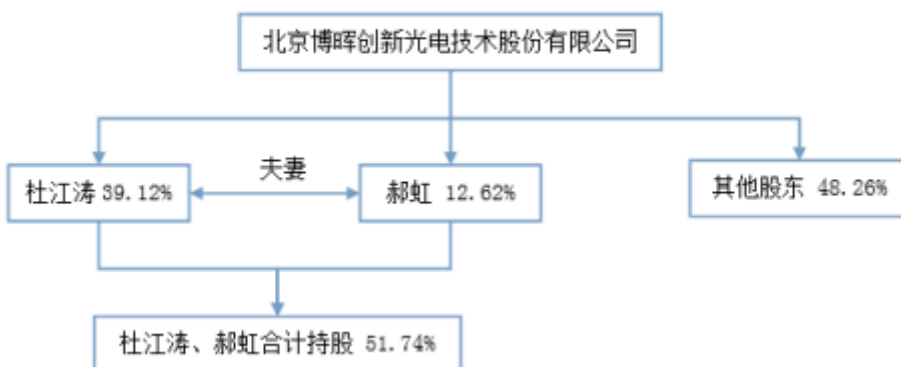 北京博晖创新光电技术股份有限公司
夫妻
杜江涛 39.12%
郝虹 12.62%
其他股东 48.26%
杜江涛、郝虹合计持股 51.74%